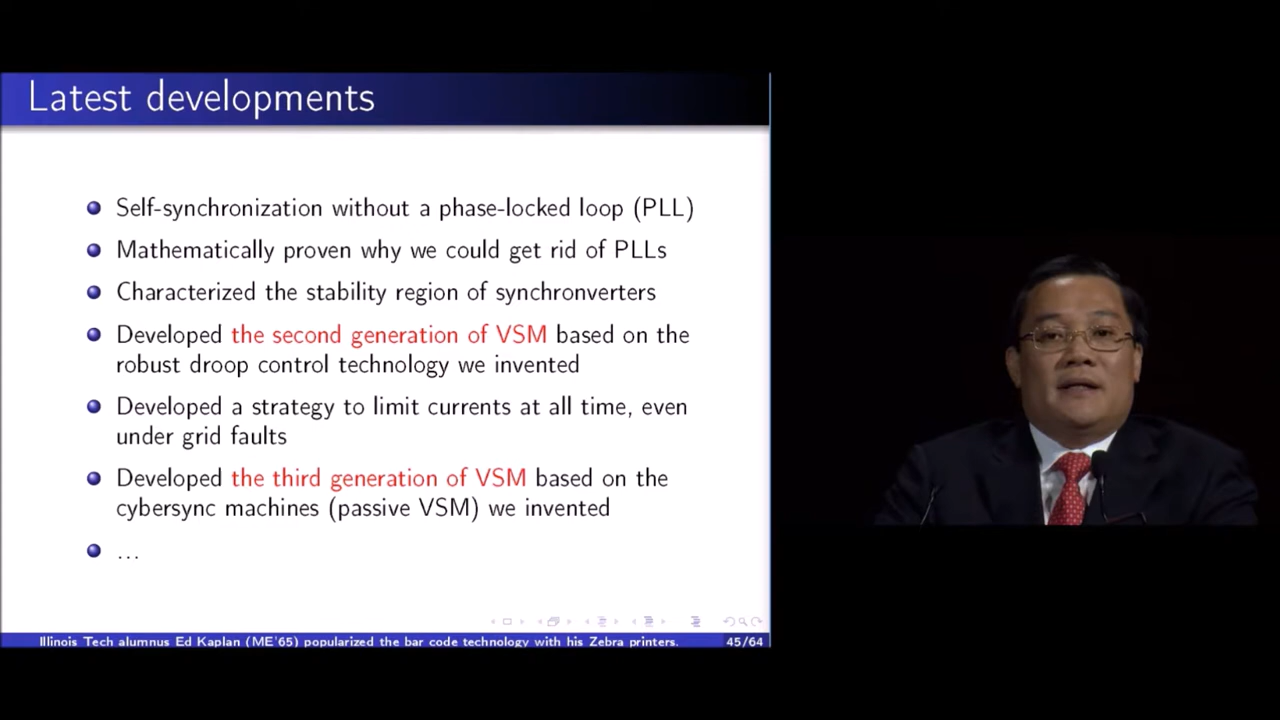 Latest developments
Self-synchronization without a phase-locked loop (PLL)
Mathematically proven why we could get rid of PLLs
Characterized the stability region of synchronverters
Developed the second generation of VSM based on the
robust droop control technology we invented
Developed a strategy to limit currents at all time, even
under grid faults
Developed the third generation of VSM based on the
cybersync machines (passive VSM) we invented
...
Illinois Tech alumnus Ed Kaplan (ME'65) popularized the bar code technology with his Zebra printers. 45/64